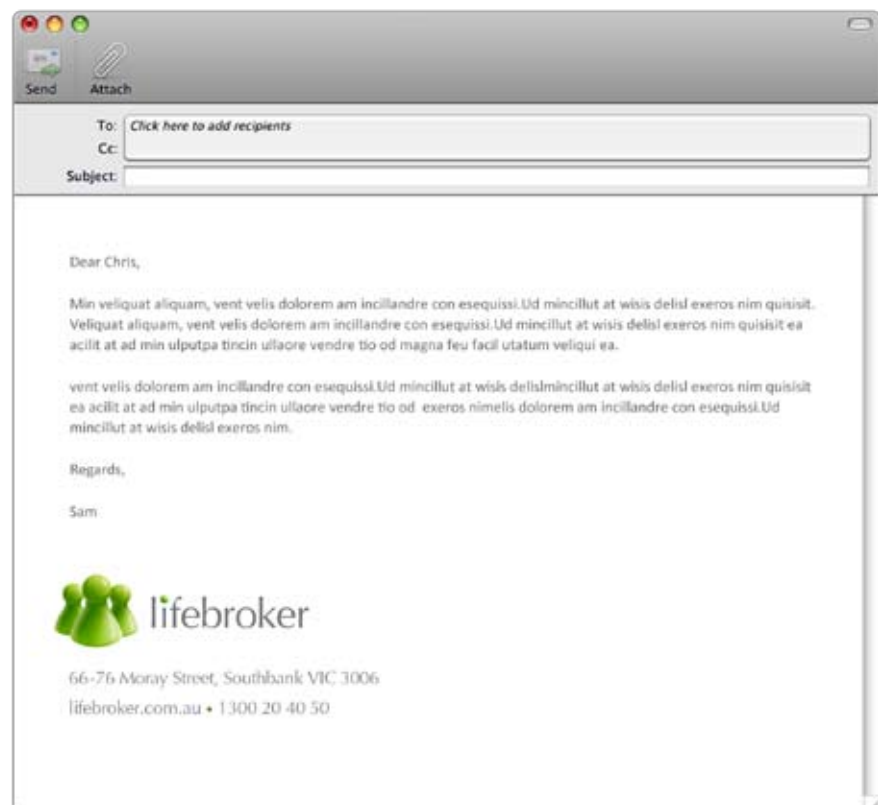 Send Attach
To: Click here to add recipients
Cc:
Subject:
Dear Chris,
Min veliquat aliquam, vent velis dolorem am incillandre con esequissi.Ud mincillut at wisis delisl exeros nim quisisit.
Veliquat aliquam, vent velis dolorem am incillandre con esequissi.Ud mincillut at wisis delisl exeros nim quisisit ea
acilit at ad min ulputpa tincin ullaore vendre tio od magna feu facil utatum veliqui ea.
vent velis dolorem am incillandre con esequissi.Ud mincillut at wisis delislmincillut at wisis delisl exeros nim quisisit
ea acilit at ad min ulputpa tincin ullaore vendre tio od exeros nimelis dolorem am incillandre con esequissi.Ud
mincillut at wisis delisl exeros nim.
Regards,
Sam
lifebroker
66-76 Moray Street, Southbank VIC 3006
lifebroker.com.au • 1300 20 40 50